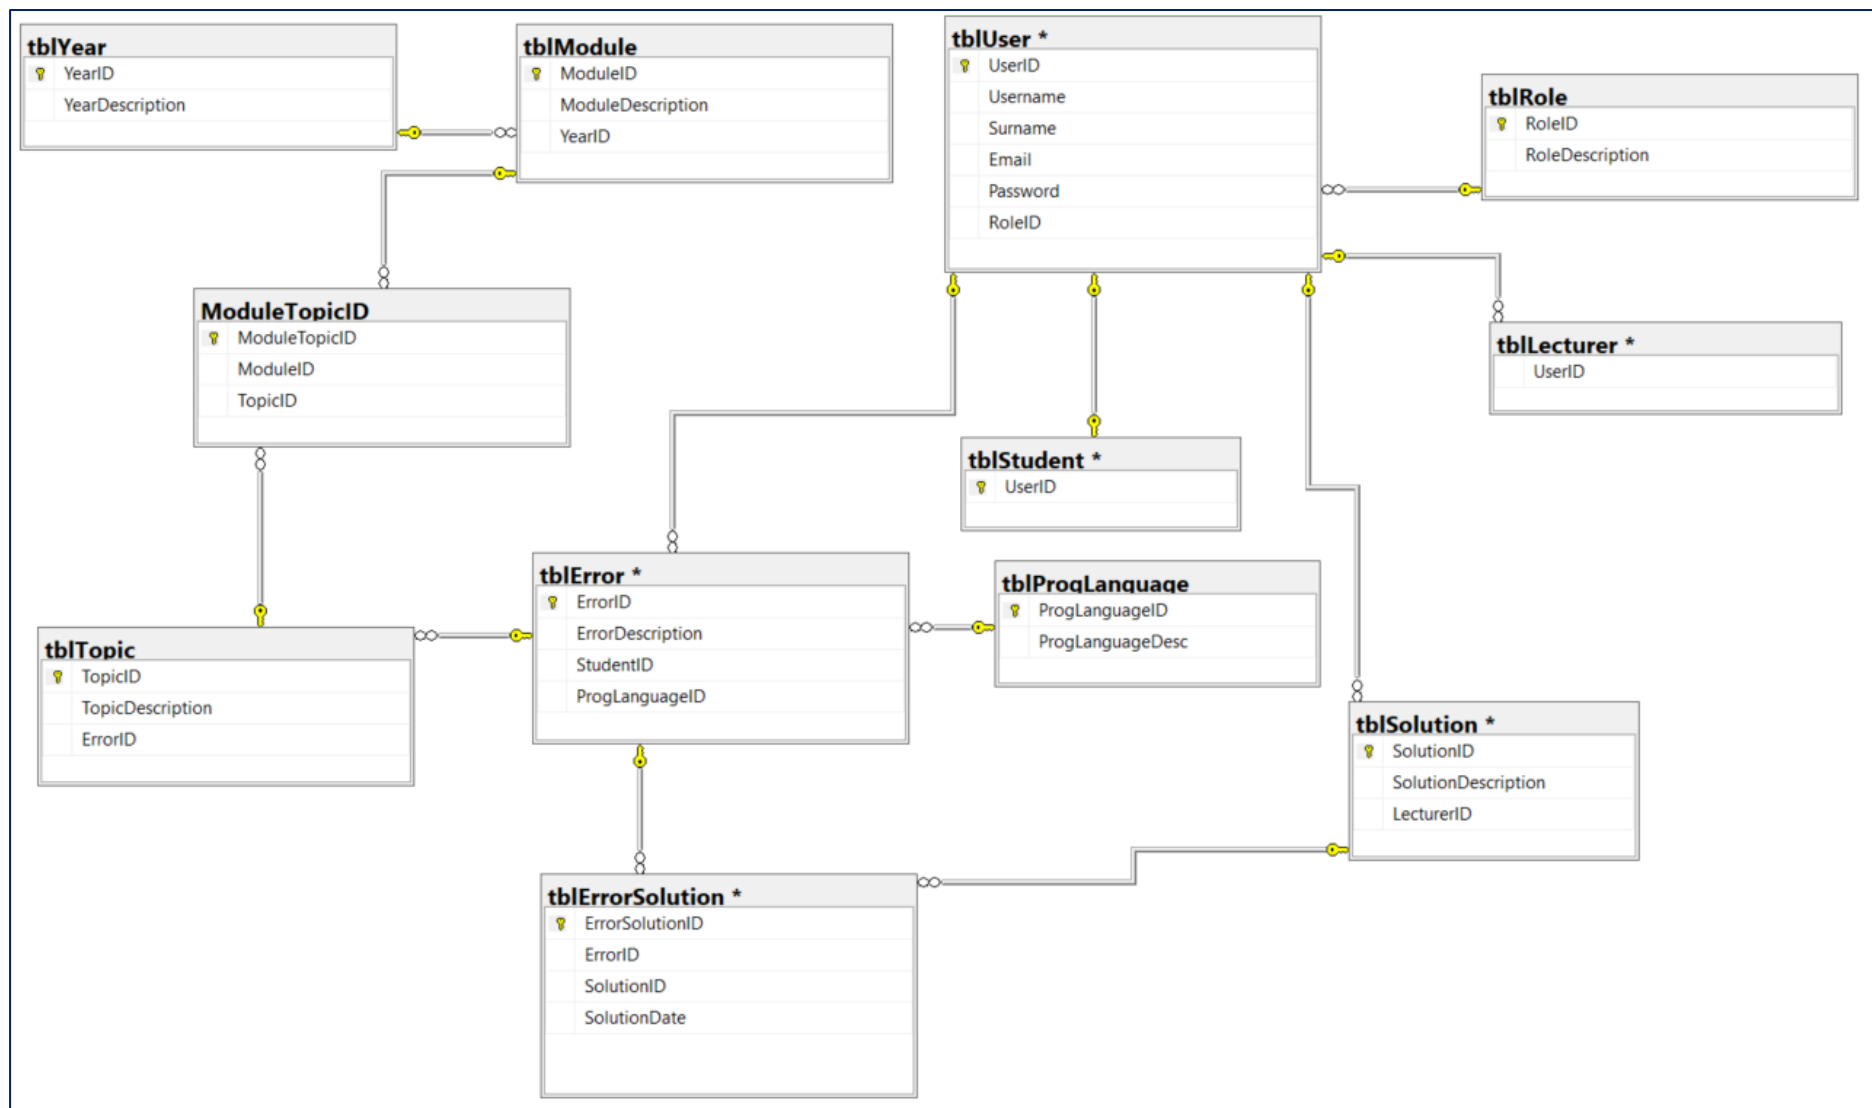 tblYear
YearID
YearDescription
tblModule
ModuleID
ModuleDescription
YearID
tblUser *
UserID
Username
Surname
Email
Password
RoleID
tblRole
RoleID
RoleDescription
ModuleTopicID
ModuleTopicID
ModuleID
TopicID
tblLecturer *
UserID
tblStudent *
UserID
tblError *
ErrorID
ErrorDescription
StudentID
ProgLanguageID
tblProgLanguage
ProgLanguageID
ProgLanguageDesc
tblTopic
TopicID
TopicDescription
ErrorID
tblSolution *
SolutionID
SolutionDescription
LecturerID
tblErrorSolution *
ErrorSolutionID
ErrorID
SolutionID
SolutionDate